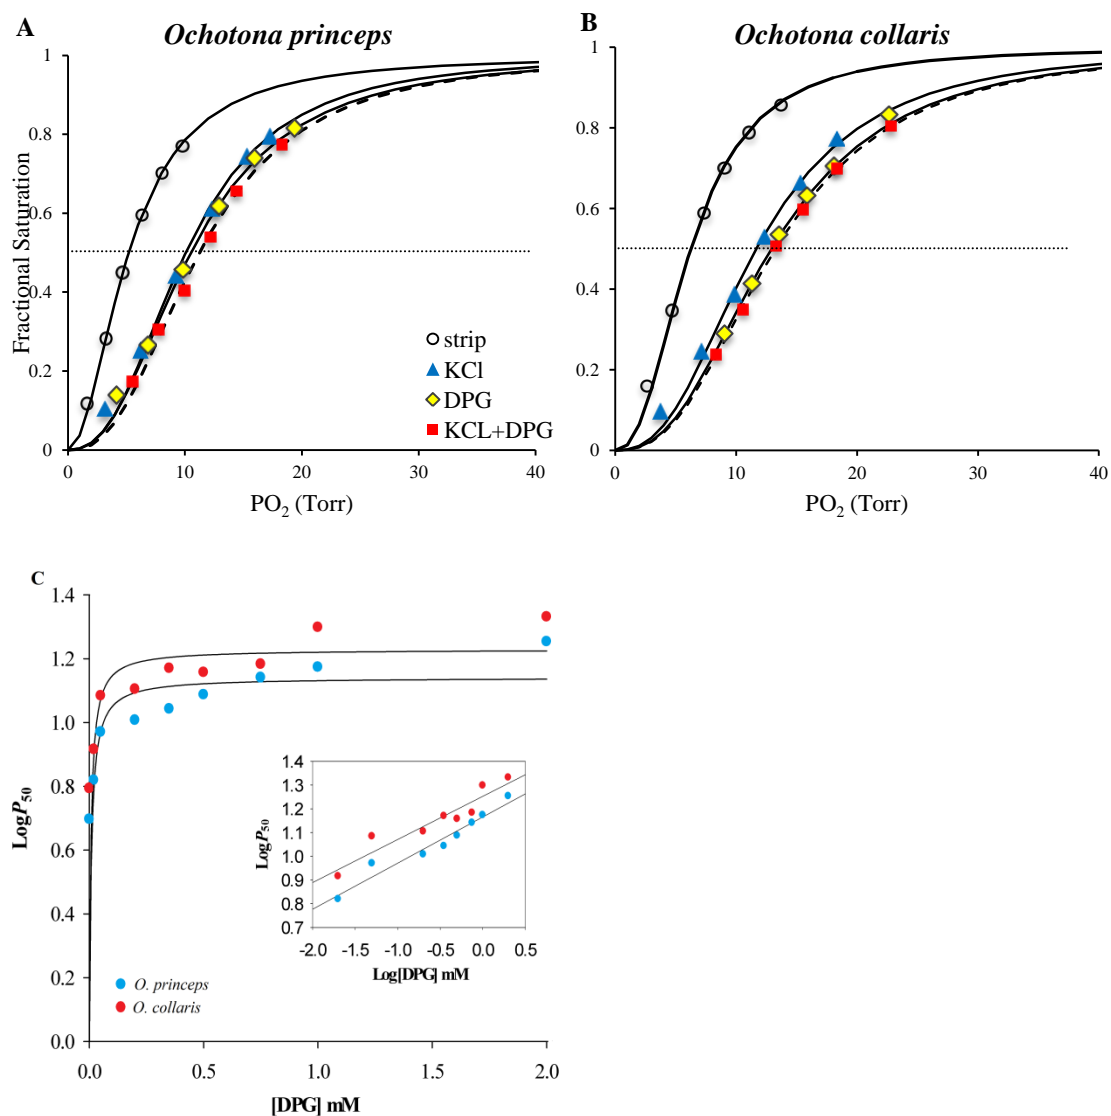 A
Ochotona princeps
1
0.8
0.6
0.4
0.2
0
Fractional Saturation
0 10 20 30 40
PO2 (Torr)
strip
KCl
DPG
KCL+DPG
B
Ochotona collaris
1
0.8
0.6
0.4
0.2
0
0 10 20 30 40
PO2 (Torr)
C
1.4
1.2
1.0
0.8
0.6
0.4
0.2
0.0
LogP50
0.0 0.5 1.0 1.5 2.0
[DPG] mM
O. princeps
O. collaris
1.4
1.3
1.2
1.1
1.0
0.9
0.8
0.7
LogP50
-2.0 -1.5 -1.0 -0.5 0.0 0.5
Log[DPG] mM